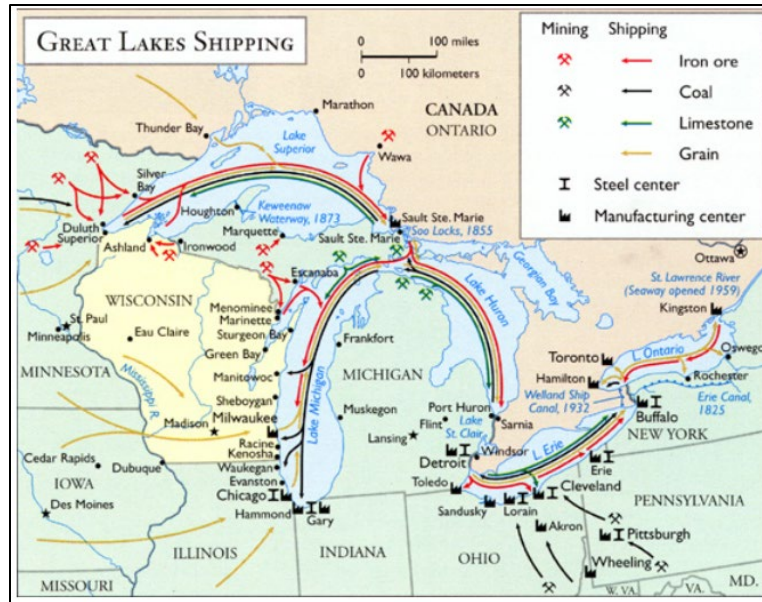 GREAT LAKES SHIPPING
0 100 miles
0 100 kilometers
Mining Shipping
Iron ore
Coal
Limestone
Grain
Steel center
Manufacturing center
CANADA
ONTARIO
Marathon
Thunder Bay
Lake
Superior
Wawa
Silver
Bay
Houghton
Keweenaw
Waterway, 1873
Sault Ste. Marie
Soo Locks, 1855
Duluth
Superior
Marquette
Sault Ste. Marie
Ashland
Ironwood
Escanaba
Georgian Bay
Lake Huron
Ottawa
St. Lawrence River
(Seaway opened 1959)
Kingston
WISCONSIN
Menominee
Marinette
Sturgeon Bay
Green Bay
St. Paul
Minneapolis
Eau Claire
Frankfort
MINNESOTA
Mississippi R.
Manitowoc
MICHIGAN
Toronto
L. Ontario
Oswego
Hamilton
Rochester
Welland Ship
Canal, 1932
Erie Canal,
1825
Sheboygan
Lake Michigan
Muskegon
Port Huron
Flint
Lake
St. Clair
Sarnia
Buffalo
NEW YORK
Madison
Milwaukee
Lansing
Windsor
L. Erie
Racine
Kenosha
Detroit
Erie
Cedar Rapids
Dubuque
Waukegan
Evanston
Toledo
Cleveland
IOWA
Des Moines
Chicago
Hammond
Gary
Sandusky
Lorain
PENNSYLVANIA
Akron
Pittsburgh
ILLINOIS
INDIANA
OHIO
Wheeling
MISSOURI
W. VA.
VA.
MD.